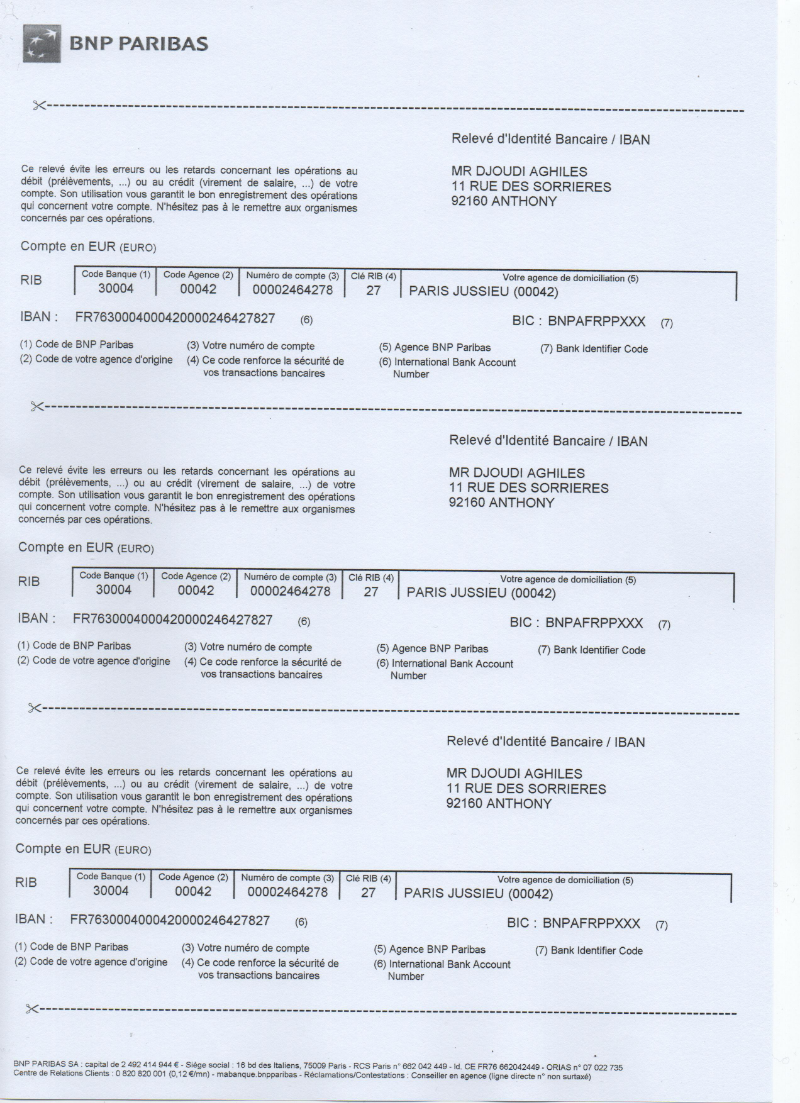 BNP PARIBAS
Relevé d'Identité Bancaire / IBAN
Ce relevé évite les erreurs ou les retards concernant les opérations au
débit (prélèvements, ...) ou au crédit (virement de salaire, ...) de votre
compte. Son utilisation vous garantit le bon enregistrement des opérations
qui concernent votre compte. N'hésitez pas à le remettre aux organismes
concernés par ces opérations.
MR DJOUDI AGHILES
11 RUE DES SORRIERES
92160 ANTHONY
Compte en EUR (EURO)
RIB
Code Banque (1) Code Agence (2) Numéro de compte (3) Clé RIB (4) Votre agence de domiciliation (5)
30004 00042 00002464278 27 PARIS JUSSIEU (00042)
IBAN : FR7630004000420000246427827 (6) BIC : BNPAFRPPXXX (7)
(1) Code de BNP Paribas (3) Votre numéro de compte (5) Agence BNP Paribas (7) Bank Identifier Code
(2) Code de votre agence d'origine (4) Ce code renforce la sécurité de (6) International Bank Account
vos transactions bancaires Number
Relevé d'Identité Bancaire / IBAN
Ce relevé évite les erreurs ou les retards concernant les opérations au
débit (prélèvements, ...) ou au crédit (virement de salaire, ...) de votre
compte. Son utilisation vous garantit le bon enregistrement des opérations
qui concernent votre compte. N'hésitez pas à le remettre aux organismes
concernés par ces opérations.
MR DJOUDI AGHILES
11 RUE DES SORRIERES
92160 ANTHONY
Compte en EUR (EURO)
RIB
Code Banque (1) Code Agence (2) Numéro de compte (3) Clé RIB (4) Votre agence de domiciliation (5)
30004 00042 00002464278 27 PARIS JUSSIEU (00042)
IBAN : FR7630004000420000246427827 (6) BIC : BNPAFRPPXXX (7)
(1) Code de BNP Paribas (3) Votre numéro de compte (5) Agence BNP Paribas (7) Bank Identifier Code
(2) Code de votre agence d'origine (4) Ce code renforce la sécurité de (6) International Bank Account
vos transactions bancaires Number
Relevé d'Identité Bancaire / IBAN
Ce relevé évite les erreurs ou les retards concernant les opérations au
débit (prélèvements, ...) ou au crédit (virement de salaire, ...) de votre
compte. Son utilisation vous garantit le bon enregistrement des opérations
qui concernent votre compte. N'hésitez pas à le remettre aux organismes
concernés par ces opérations.
MR DJOUDI AGHILES
11 RUE DES SORRIERES
92160 ANTHONY
Compte en EUR (EURO)
RIB
Code Banque (1) Code Agence (2) Numéro de compte (3) Clé RIB (4) Votre agence de domiciliation (5)
30004 00042 00002464278 27 PARIS JUSSIEU (00042)
IBAN : FR7630004000420000246427827 (6) BIC : BNPAFRPPXXX (7)
(1) Code de BNP Paribas (3) Votre numéro de compte (5) Agence BNP Paribas (7) Bank Identifier Code
(2) Code de votre agence d'origine (4) Ce code renforce la sécurité de (6) International Bank Account
vos transactions bancaires Number
BNP PARIBAS SA : capital de 2 492 414 944 € - Siège social : 16 bd des Italiens, 75009 Paris - RCS Paris n° 662 042 449 - Id. CE FR76 662042449 - ORIAS n° 07 022 735
Centre de Relations Clients : 0 820 820 001 (0,12 €/mn) - mabanque.bnpparibas - Réclamations/Contestations : Conseiller en agence (ligne directe n° non surtaxé)